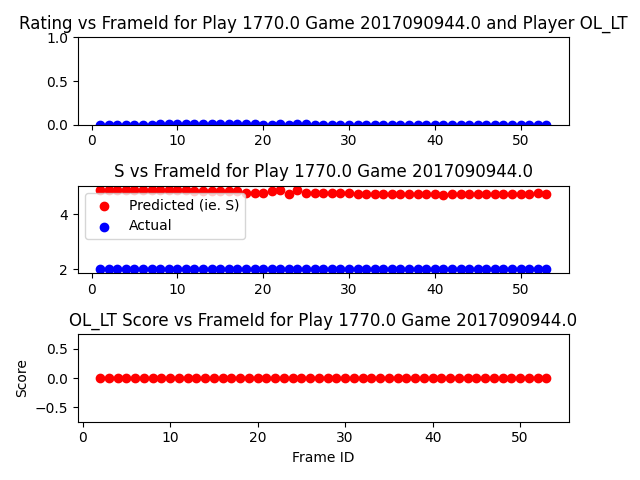 Rating vs FrameId for Play 1770.0 Game 2017090944.0 and Player OL_LT
1.0
0.5
0.0
0 10 20 30 40 50
S vs FrameId for Play 1770.0 Game 2017090944.0
4
2
Predicted (ie. S)
Actual
0 10 20 30 40 50
OL_LT Score vs FrameId for Play 1770.0 Game 2017090944.0
Score
0.5
0.0
−0.5
0 10 20 30 40 50
Frame ID